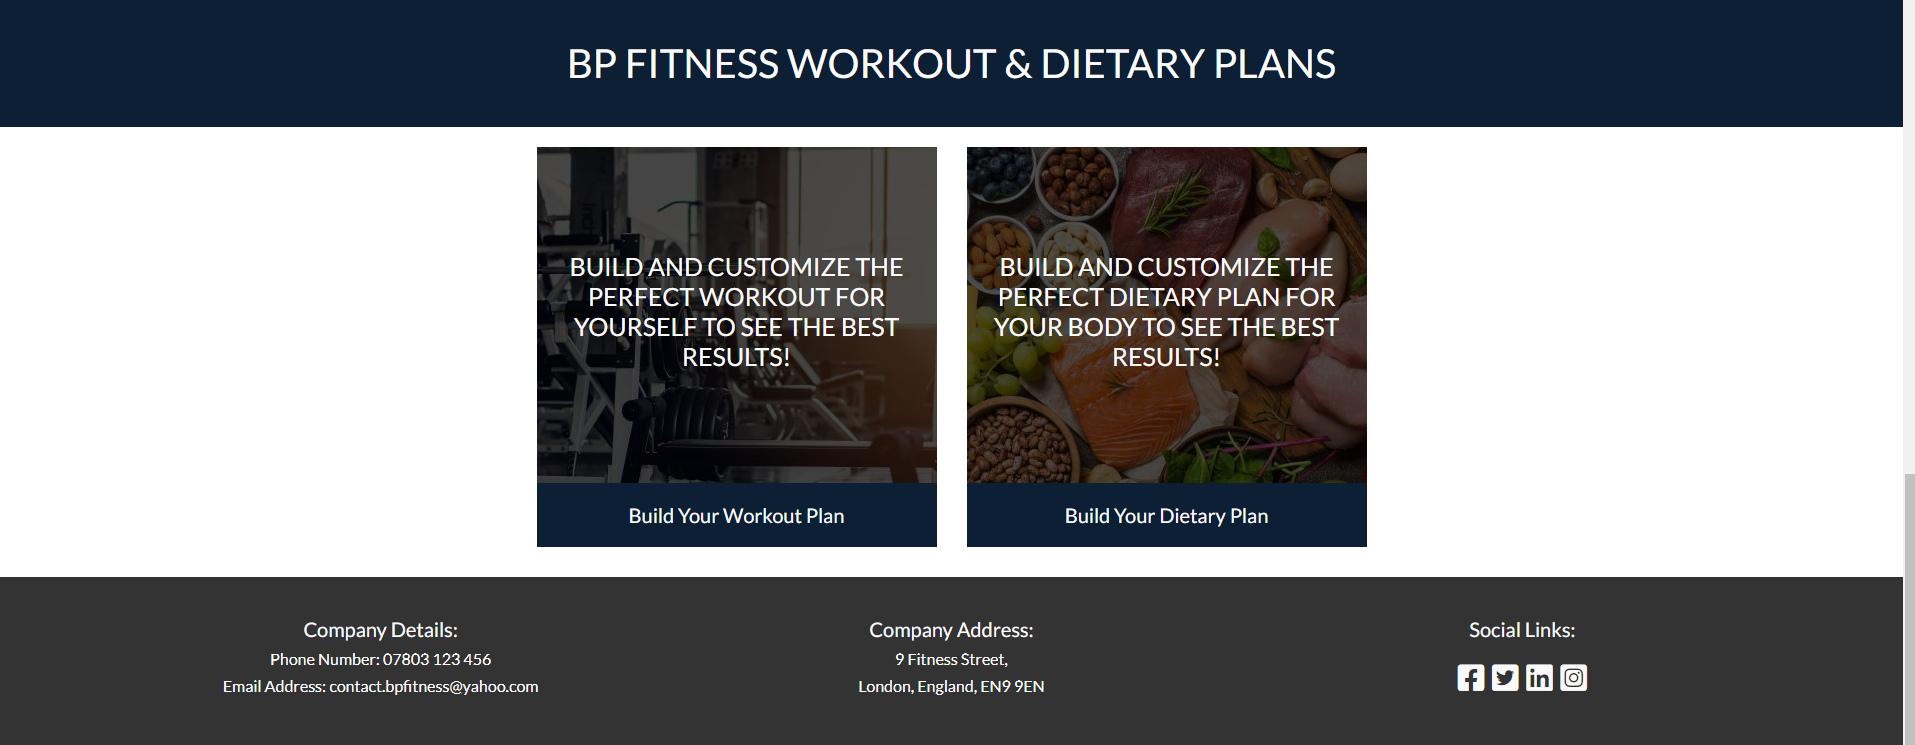 BP FITNESS WORKOUT & DIETARY PLANS
BUILD AND CUSTOMIZE THE
PERFECT WORKOUT FOR
YOURSELF TO SEE THE BEST
RESULTS!
Build Your Workout Plan
BUILD AND CUSTOMIZE THE
PERFECT DIETARY PLAN FOR
YOUR BODY TO SEE THE BEST
RESULTS!
Build Your Dietary Plan
Company Details:
Phone Number: 07803 123 456
Email Address: contact.bpfitness@yahoo.com
Company Address:
9 Fitness Street,
London, England, EN9 9EN
Social Links: